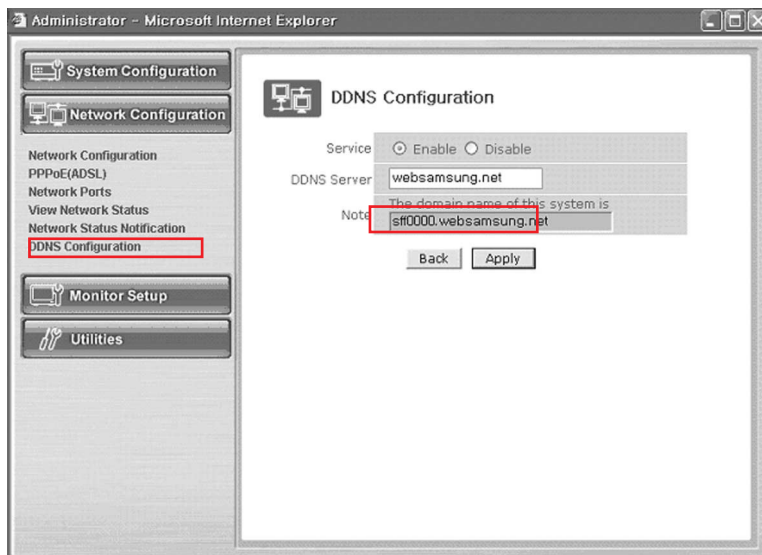 Administrator - Microsoft Internet Explorer
System Configuration
Network Configuration
Network Configuration
PPPoE(ADSL)
Network Ports
View Network Status
Network Status Notification
DDNS Configuration
Monitor Setup
Utilities
DDNS Configuration
Service Enable Disable
DDNS Server websamsung.net
Note The domain name of this system is
sff0000.websamsung.net
Back Apply